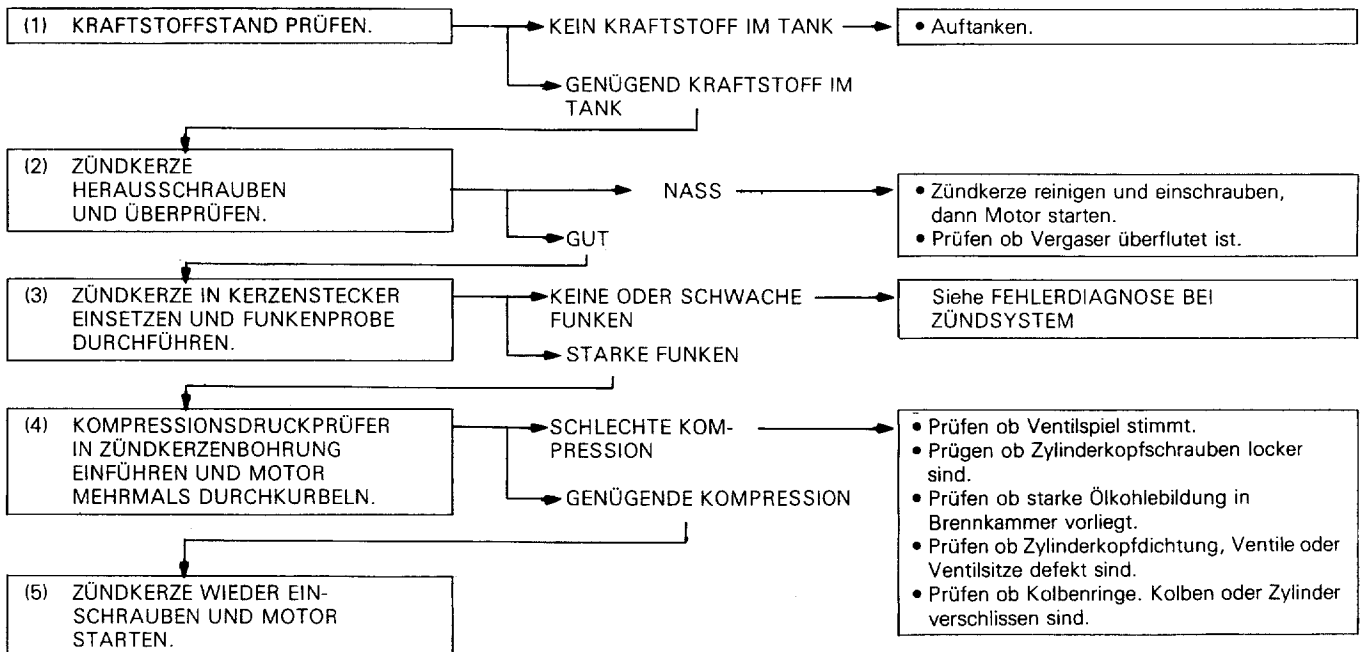 (1) KRAFTSTOFFSTAND PRÜFEN.
KEIN KRAFTSTOFF IM TANK
• Auftanken.
GENÜGEND KRAFTSTOFF IM
TANK
(2) ZÜNDKERZE
HERAUSSCHRAUBEN
UND ÜBERPRÜFEN.
NASS
• Zündkerze reinigen und einschrauben,
dann Motor starten.
• Prüfen ob Vergaser überflutet ist.
GUT
(3) ZÜNDKERZE IN KERZENSTECKER
EINSETZEN UND FUNKENPROBE
DURCHFÜHREN.
KEINE ODER SCHWACHE
FUNKEN
Siehe FEHLERDIAGNOSE BEI
ZÜNDSYSTEM
STARKE FUNKEN
(4) KOMPRESSIONSDRUCKPRÜFER
IN ZÜNDKERZENBOHRUNG
EINFÜHREN UND MOTOR
MEHRMALS DURCHKURBELN.
SCHLECHTE KOM-
PRESSION
• Prüfen ob Ventilspiel stimmt.
• Prügen ob Zylinderkopfschrauben locker
sind.
• Prüfen ob starke Ölkohlebildung in
Brennkammer vorliegt.
• Prüfen ob Zylinderkopfdichtung, Ventile oder
Ventilsitze defekt sind.
• Prüfen ob Kolbenringe. Kolben oder Zylinder
verschlissen sind.
GENÜGENDE KOMPRESSION
(5) ZÜNDKERZE WIEDER EIN-
SCHRAUBEN UND MOTOR
STARTEN.